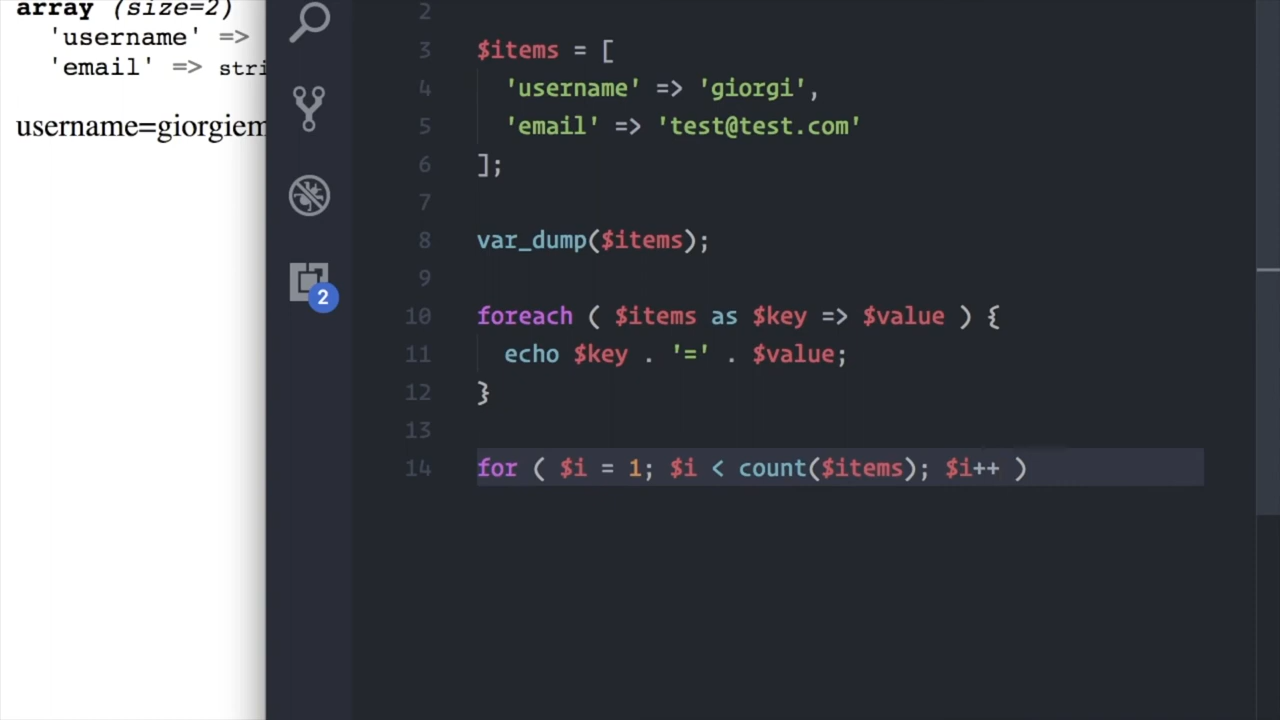 array (size=2)
'username' =>
'email' => stri
username=giorgiem
2
3 $items = [
4 'username' => 'giorgi',
5 'email' => 'test@test.com'
6 ];
7
8 var_dump($items);
9
10 foreach ( $items as $key => $value ) {
11 echo $key . '=' . $value;
12 }
13
14 for ( $i = 1; $i < count($items); $i++ )
2